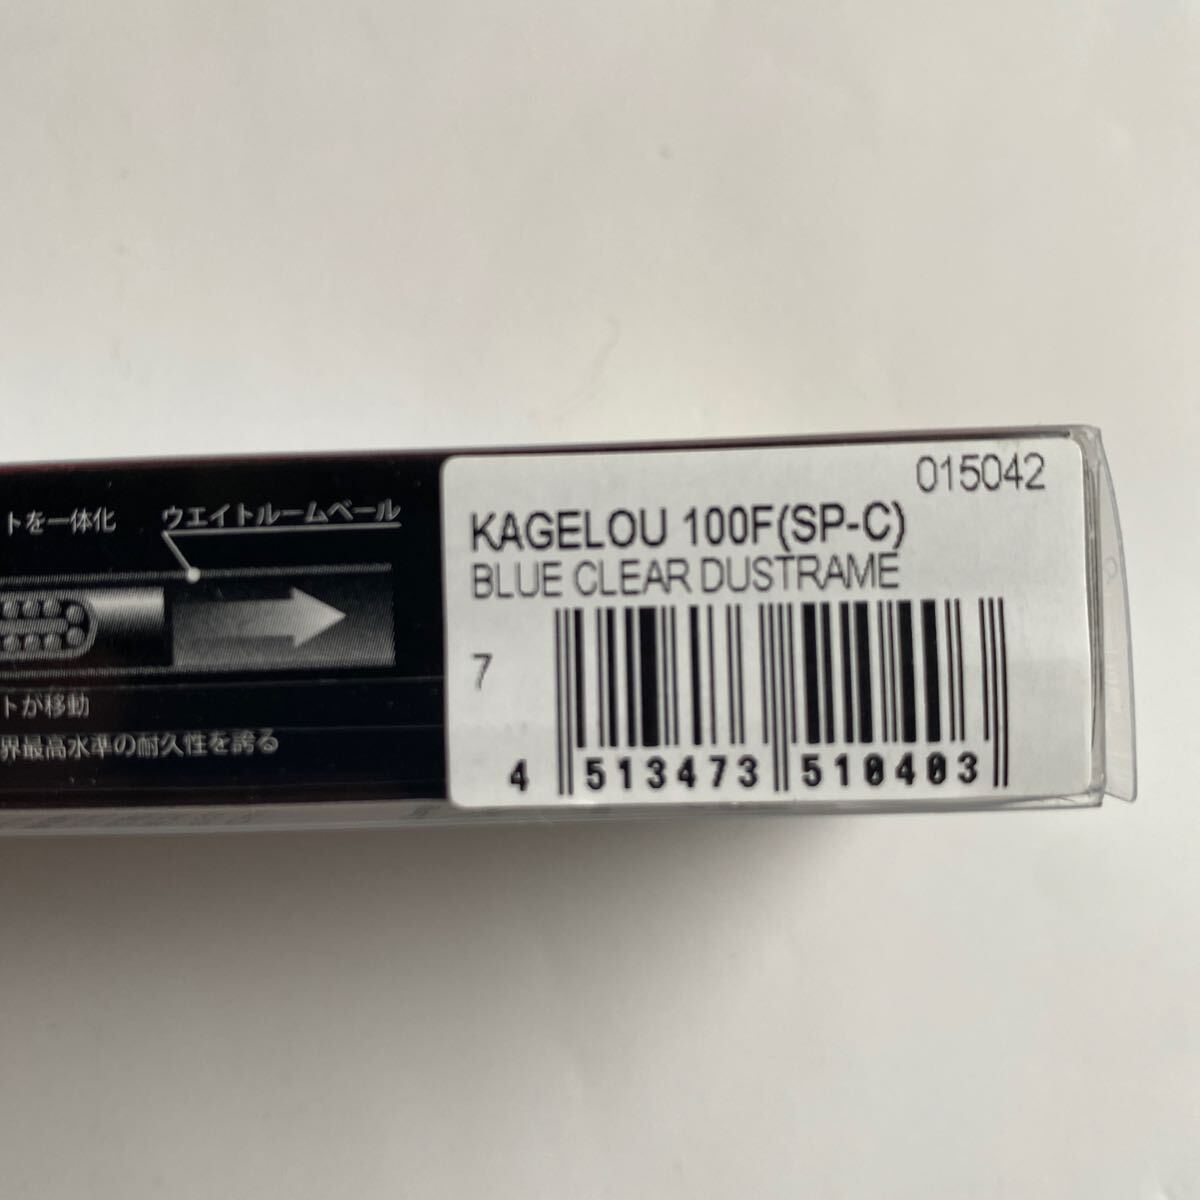 トを一体化
ウエイトルームベール
トが移動
界最高水準の耐久性を誇る
015042
KAGELOU 100F(SP-C)
BLUE CLEAR DUSTRAME
7
4 513473 510403